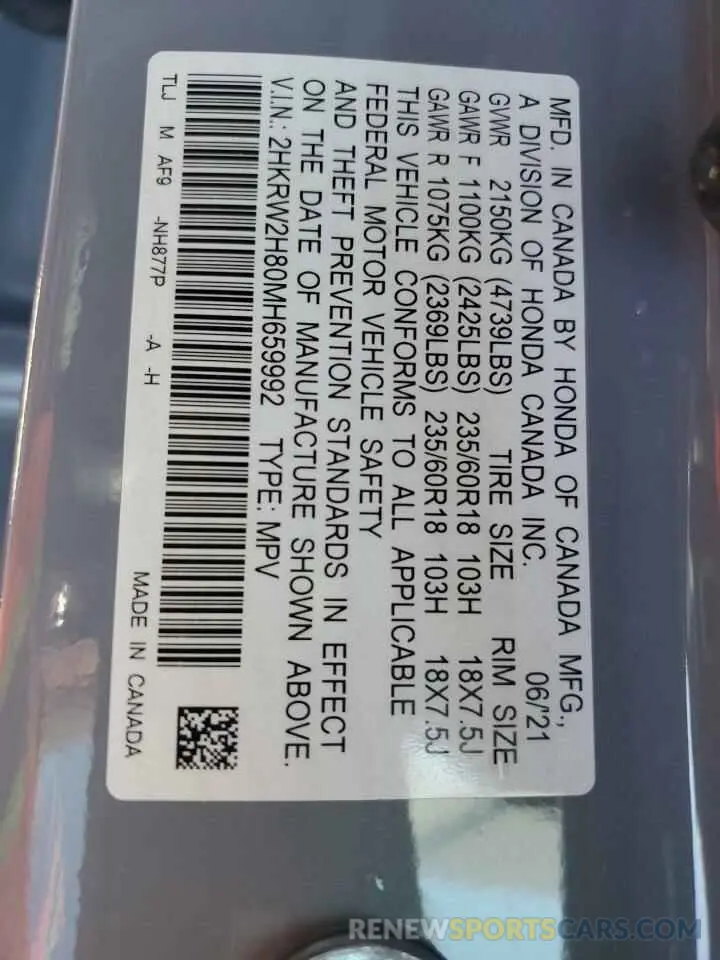 MFD. IN CANADA BY HONDA OF CANADA MFG.,
A DIVISION OF HONDA CANADA INC. 06/'21
GVWR 2150KG (4739LBS) TIRE SIZE RIM SIZE
GAWR F 1100KG (2425LBS) 235/60R18 103H 18X7.5J
GAWR R 1075KG (2369LBS) 235/60R18 103H 18X7.5J
THIS VEHICLE CONFORMS TO ALL APPLICABLE
FEDERAL MOTOR VEHICLE SAFETY
AND THEFT PREVENTION STANDARDS IN EFFECT
ON THE DATE OF MANUFACTURE SHOWN ABOVE.
V.I.N.: 2HKRW2H80MH659992 TYPE: MPV
TLJ M AF9 -NH877P -A -H MADE IN CANADA
RENEWSPORTSCARS.COM